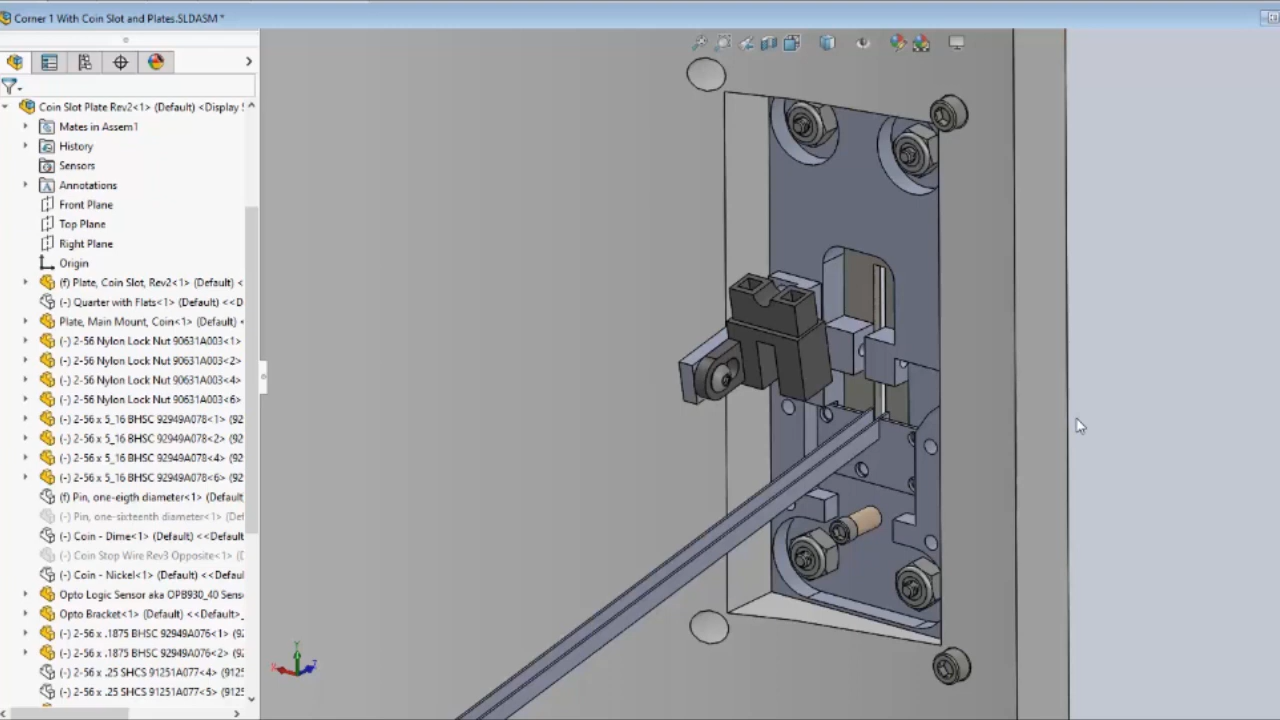 Corner 1 With Coin Slot and Plates.SLDASM *
Coin Slot Plate Rev2<1> (Default) <Display S
Mates in Assem1
History
Sensors
Annotations
Front Plane
Top Plane
Right Plane
Origin
(f) Plate, Coin Slot, Rev2<1> (Default) <
(-) Quarter with Flats<1> (Default) <<D
Plate, Main Mount, Coin<1> (Default) <
(-) 2-56 Nylon Lock Nut 90631A003<1>
(-) 2-56 Nylon Lock Nut 90631A003<2>
(-) 2-56 Nylon Lock Nut 90631A003<4>
(-) 2-56 Nylon Lock Nut 90631A003<6>
(-) 2-56 x 5_16 BHSC 92949A078<1> (92
(-) 2-56 x 5_16 BHSC 92949A078<2> (92
(-) 2-56 x 5_16 BHSC 92949A078<4> (92
(-) 2-56 x 5_16 BHSC 92949A078<6> (92
(f) Pin, one-eigth diameter<1> (Default
(-) Pin, one-sixteenth diameter<1> (Def
(-) Coin - Dime<1> (Default) <<Default
(-) Coin Stop Wire Rev3 Opposite<1> (D
(-) Coin - Nickel<1> (Default) <<Defaul
Opto Logic Sensor aka OPB930_40 Sens
Opto Bracket<1> (Default) <<Default>_
(-) 2-56 x .1875 BHSC 92949A076<1> (92
(-) 2-56 x .1875 BHSC 92949A076<2> (92
(-) 2-56 x .25 SHCS 91251A077<4> (9125
(-) 2-56 x .25 SHCS 91251A077<5> (9125